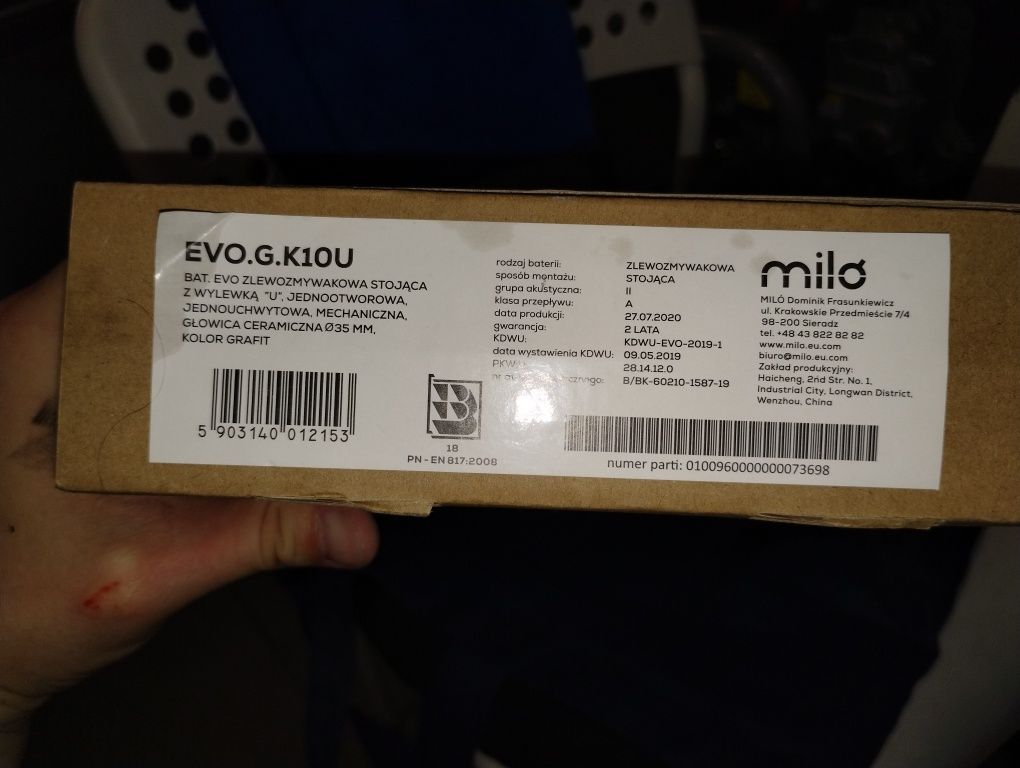 EVO.G.K10U
BAT. EVO ZLEWOZMYWAKOWA STOJĄCA
Z WYLEWKĄ "U", JEDNOOTWOROWA,
JEDNOUCHWYTOWA, MECHANICZNA,
GŁOWICA CERAMICZNA Ø35 MM,
KOLOR GRAFIT
5 903140 012153
18
PN - EN 817:2008
rodzaj baterii: ZLEWOZMYWAKOWA
sposób montażu: STOJĄCA
grupa akustyczna: II
klasa przepływu: A
data produkcji: 27.07.2020
gwarancja: 2 LATA
KDWU: KDWU-EVO-2019-1
data wystawienia KDWU: 09.05.2019
PKWiU: 28.14.12.0
B/BK-60210-1587-19
numer parti: 0100960000000073698
miló
MILÓ Dominik Frasunkiewicz
ul. Krakowskie Przedmieście 7/4
98-200 Sieradz
tel. +48 43 822 82 82
www.milo.eu.com
biuro@milo.eu.com
Zakład produkcyjny:
Haicheng, 2nd Str. No. 1,
Industrial City, Longwan District,
Wenzhou, China